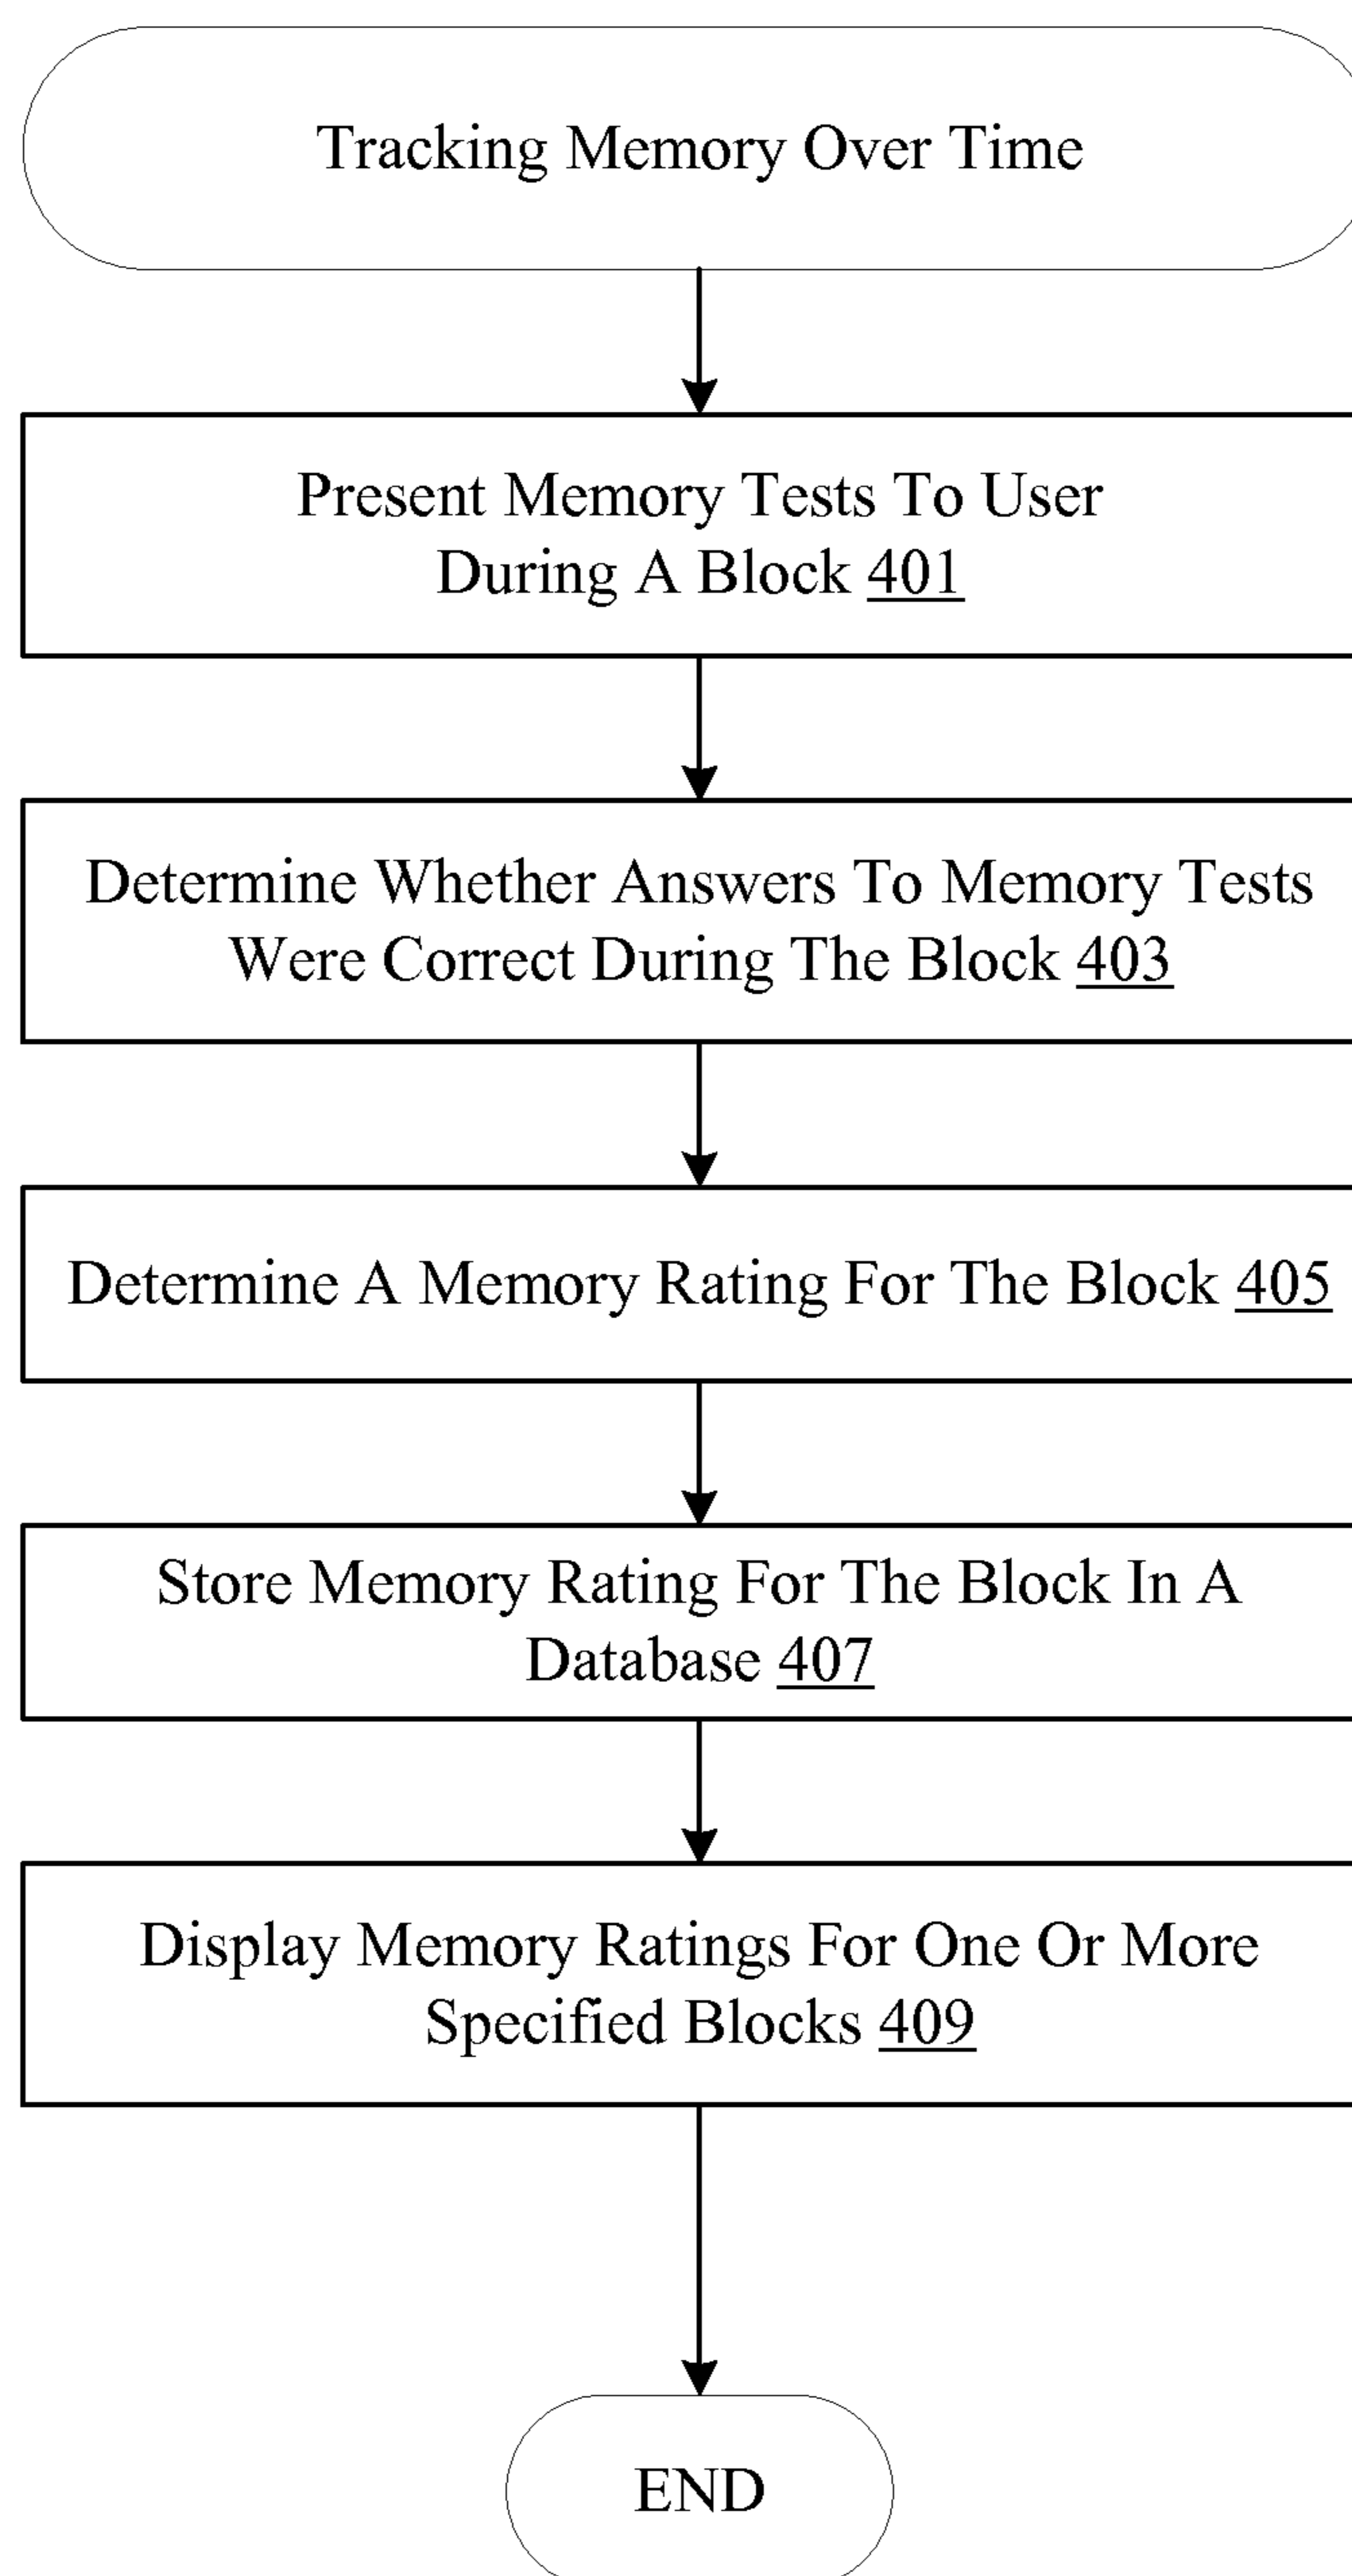 Tracking Memory Over Time
Present Memory Tests To User
During A Block 401
Determine Whether Answers To Memory Tests
Were Correct During The Block 403
Determine A Memory Rating For The Block 405
Store Memory Rating For The Block In A
Database 407
Display Memory Ratings For One Or More
Specified Blocks 409
END